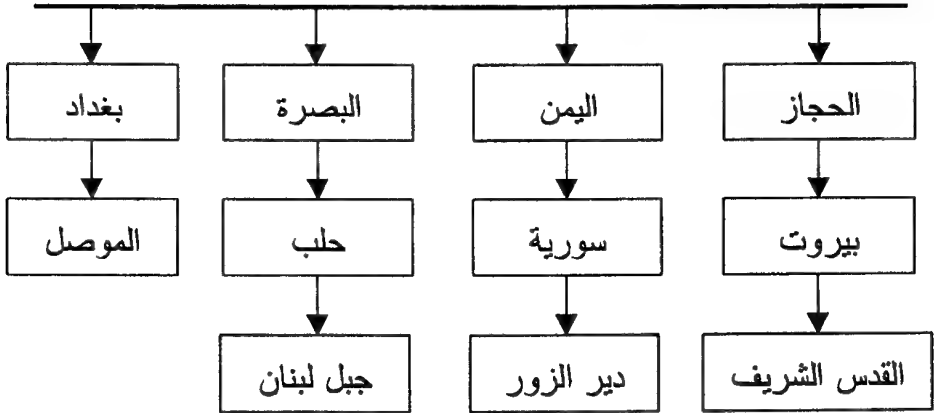 الحجاز
اليمن
البصرة
بغداد
بيروت
سورية
حلب
الموصل
القدس الشريف
دير الزور
جبل لبنان